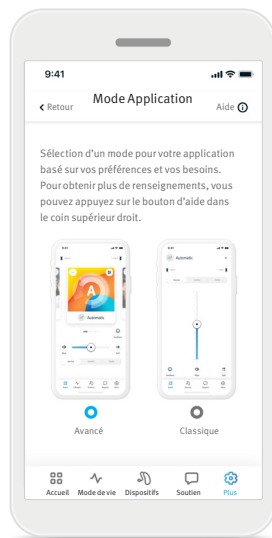 9:41
Retour
Mode Application
Aide
Sélection d'un mode pour votre application
basé sur vos préférences et vos besoins.
Pour obtenir plus de renseignements, vous
pouvez appuyez sur le bouton d'aide dans
le coin supérieur droit.
A
Automatic
Automatic
Avancé
Classique
Accueil
Mode de vie
Dispositifs
Soutien
Plus